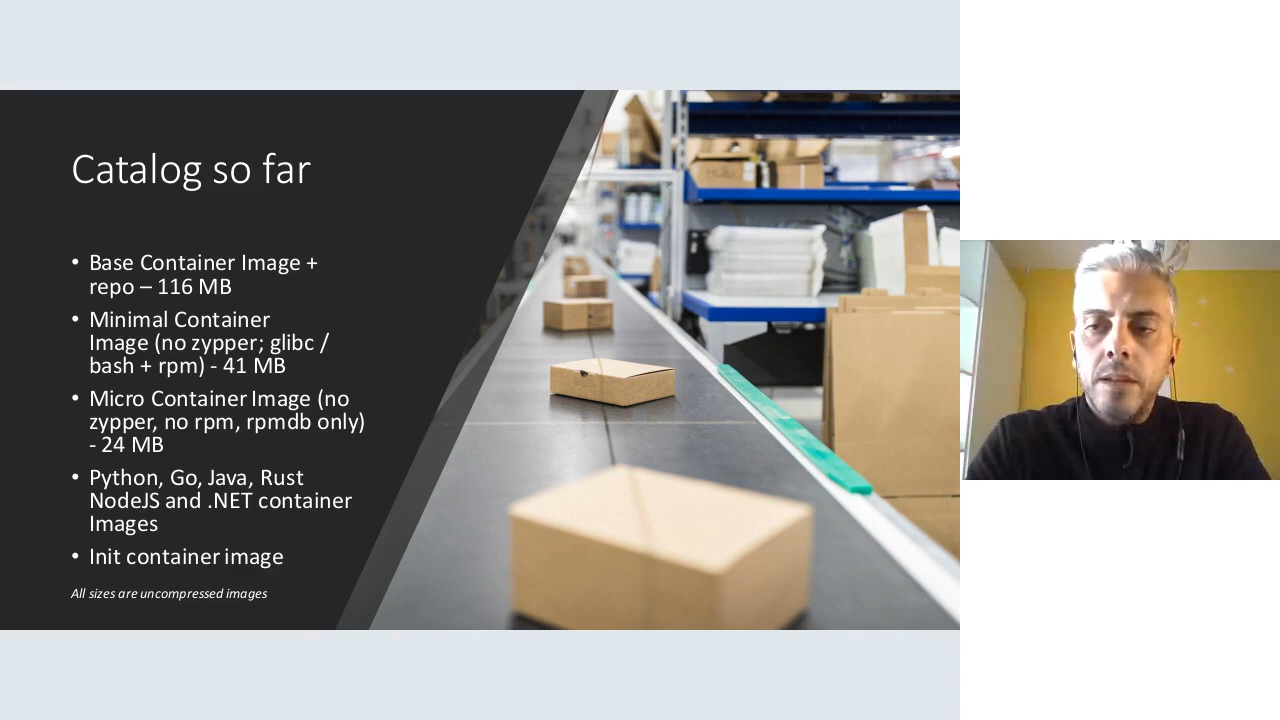 Catalog so far
• Base Container Image +
repo – 116 MB
• Minimal Container
Image (no zypper; glibc /
bash + rpm) - 41 MB
• Micro Container Image (no
zypper, no rpm, rpmdb only)
- 24 MB
• Python, Go, Java, Rust
NodeJS and .NET container
Images
• Init container image
All sizes are uncompressed images